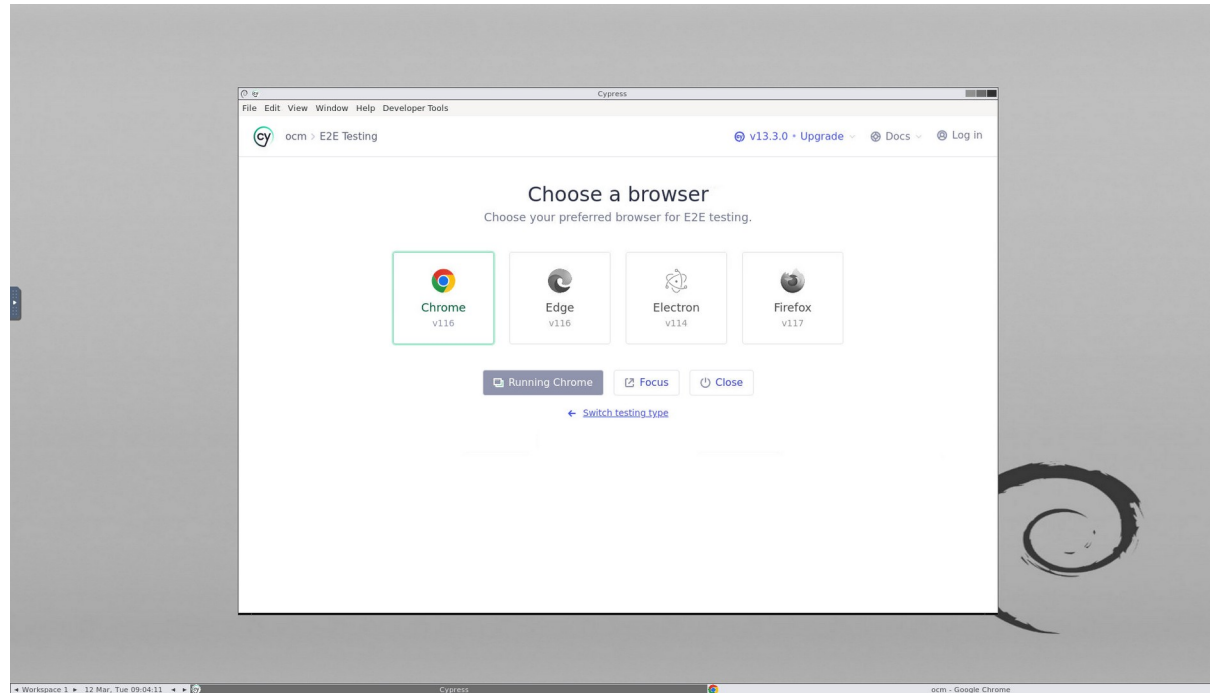 Cypress
File Edit View Window Help Developer Tools
cy ocm > E2E Testing v13.3.0 • Upgrade Docs Log in
Choose a browser
Choose your preferred browser for E2E testing.
Chrome Edge Electron Firefox
v116 v116 v114 v117
Running Chrome Focus Close
← Switch testing type
Workspace 1 12 Mar, Tue 09:04:11 Cypress ocm - Google Chrome